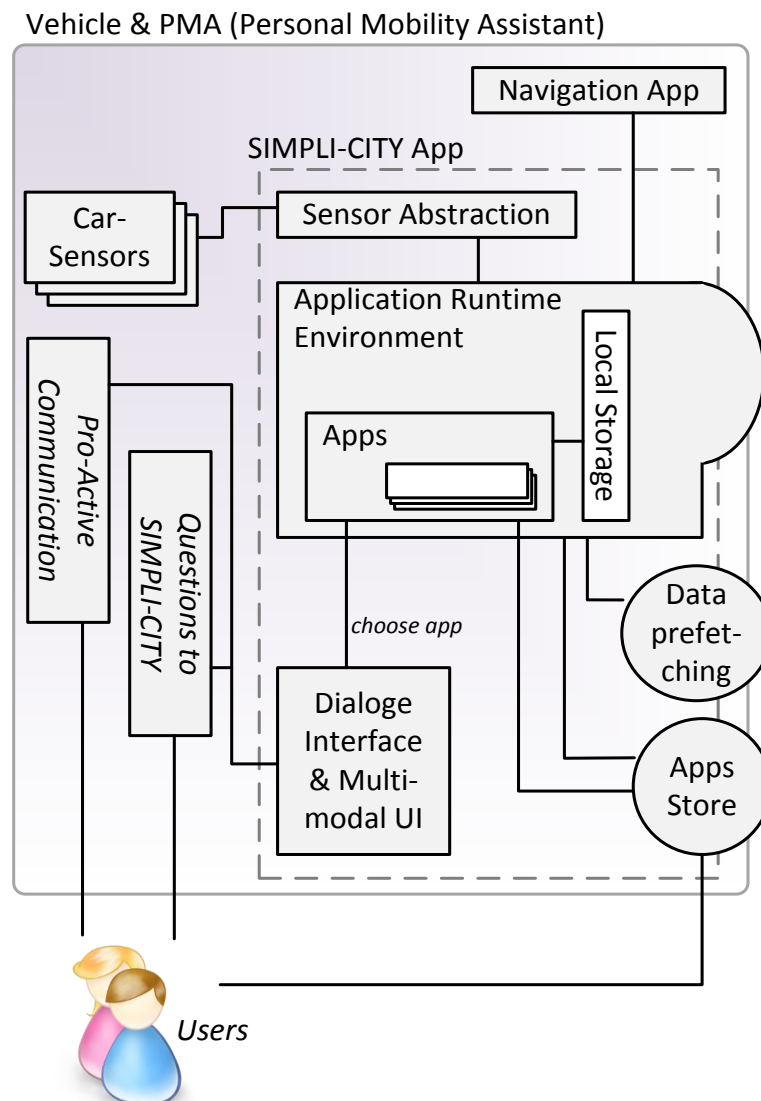 Vehicle & PMA (Personal Mobility Assistant)
Navigation App
SIMPLI-CITY App
Car-
Sensors
Sensor Abstraction
Application Runtime
Environment
Local Storage
Apps
Pro-Active
Communication
Questions to
SIMPLI-CITY
choose app
Data
prefet-
ching
Dialoge
Interface
& Multi-
modal UI
Apps
Store
Users